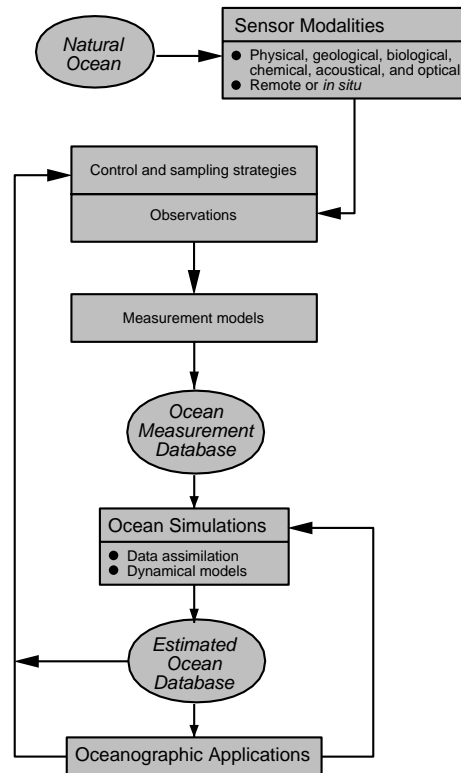 Natural
Ocean
Sensor Modalities
● Physical, geological, biological,
chemical, acoustical, and optical
● Remote or in situ
Control and sampling strategies
Observations
Measurement models
Ocean
Measurement
Database
Ocean Simulations
● Data assimilation
● Dynamical models
Estimated
Ocean
Database
Oceanographic Applications